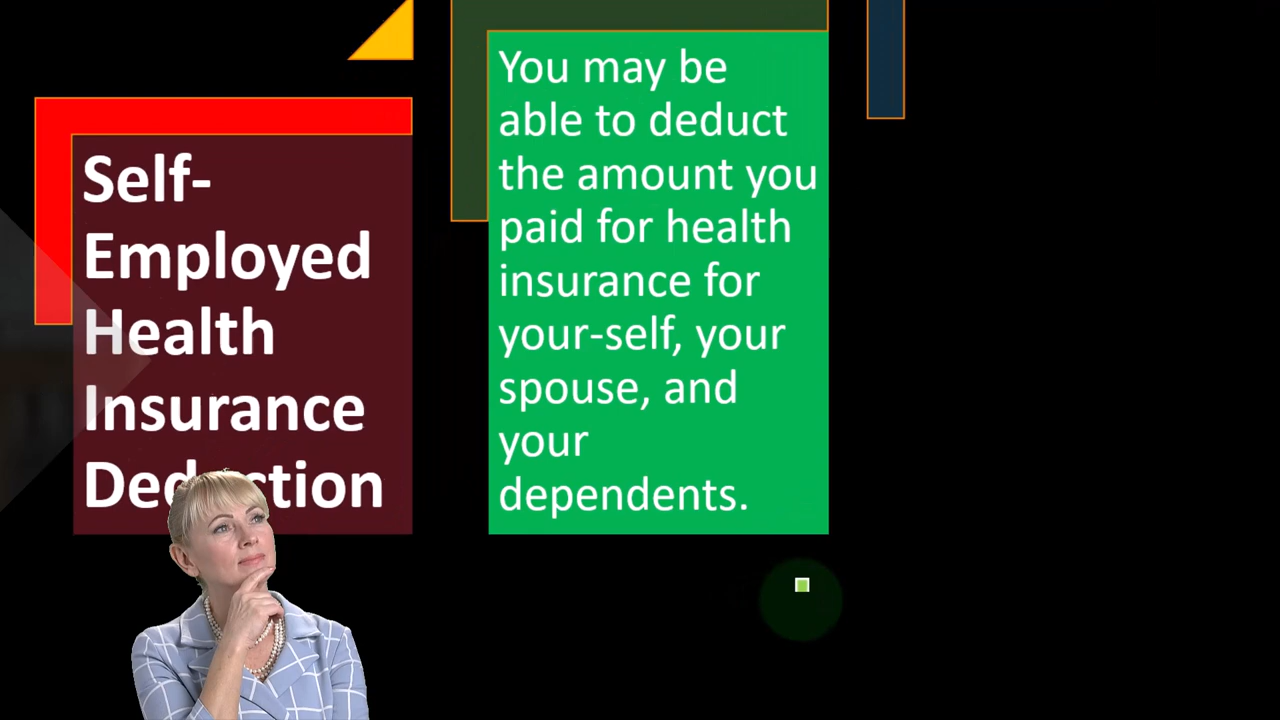 Self-
Employed
Health
Insurance
Deduction
You may be
able to deduct
the amount you
paid for health
insurance for
your-self, your
spouse, and
your
dependents.